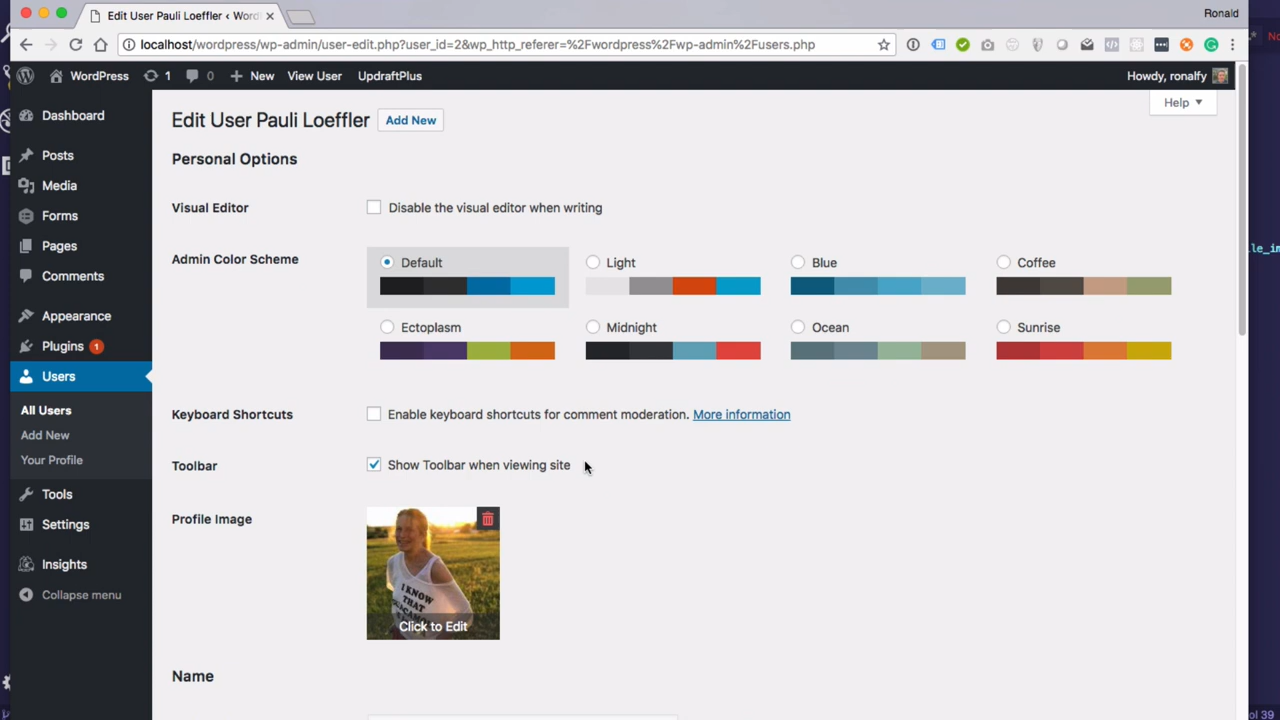 Edit User Pauli Loeffler ‹ Word
Ronald
localhost/wordpress/wp-admin/user-edit.php?user_id=2&wp_http_referer=%2Fwordpress%2Fwp-admin%2Fusers.php
WordPress 1 0 New View User UpdraftPlus
Howdy, ronalfy
Help
Edit User Pauli Loeffler Add New
Personal Options
Visual Editor
Disable the visual editor when writing
Admin Color Scheme
Default
Light
Blue
Coffee
Ectoplasm
Midnight
Ocean
Sunrise
Keyboard Shortcuts
Enable keyboard shortcuts for comment moderation. More information
Toolbar
Show Toolbar when viewing site
Profile Image
I KNOW
THAT
Click to Edit
Name
Dashboard
Posts
Media
Forms
Pages
Comments
Appearance
Plugins 1
Users
All Users
Add New
Your Profile
Tools
Settings
Insights
Collapse menu
le_im
ol 39